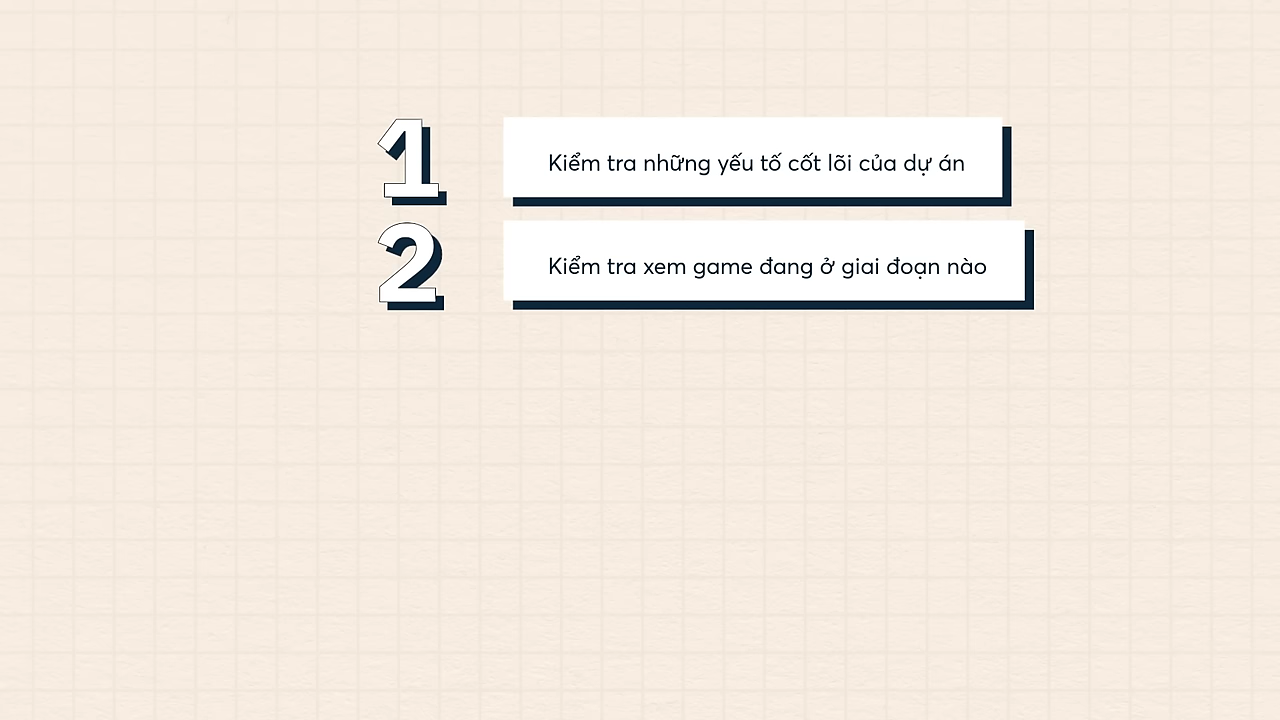 1
Kiểm tra những yếu tố cốt lõi của dự án
2
Kiểm tra xem game đang ở giai đoạn nào